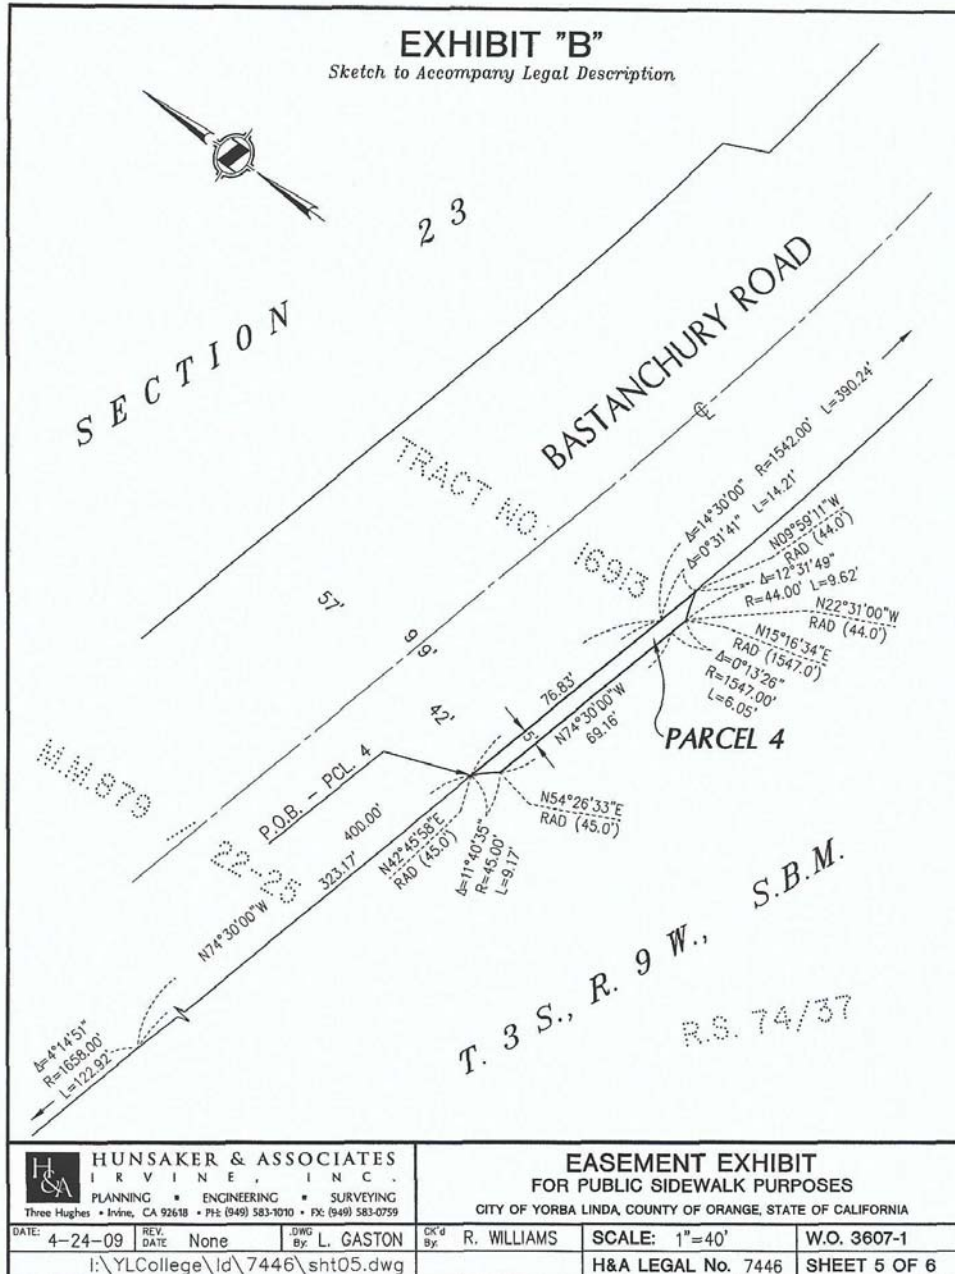 EXHIBIT "B"
Sketch to Accompany Legal Description
SECTION 23
BASTANCHURY ROAD
℄
TRACT NO. 16913
M.M. 879
22-25
57'
99'
42'
Δ=14°30'00" R=1542.00' L=390.24'
Δ=0°31'41" L=14.21'
N09°59'11"W
RAD (44.0')
Δ=12°31'49"
R=44.00' L=9.62'
N22°31'00"W
RAD (44.0')
N15°16'34"E
RAD (1547.0')
Δ=0°13'26"
R=1547.00'
L=6.05'
76.83'
5'
N74°30'00"W
69.16'
PARCEL 4
P.O.B. - PCL. 4
400.00'
323.17'
N74°30'00"W
N42°45'58"E
RAD (45.0')
Δ=11°40'35"
R=45.00'
L=9.17'
N54°26'33"E
RAD (45.0')
Δ=4°14'51"
R=1658.00'
L=122.92'
T. 3 S., R. 9 W., S.B.M.
R.S. 74/37
H&A
HUNSAKER & ASSOCIATES
IRVINE, INC.
PLANNING ▪ ENGINEERING ▪ SURVEYING
Three Hughes • Irvine, CA 92618 • PH: (949) 583-1010 • FX: (949) 583-0759
EASEMENT EXHIBIT
FOR PUBLIC SIDEWALK PURPOSES
CITY OF YORBA LINDA, COUNTY OF ORANGE, STATE OF CALIFORNIA
DATE: 4-24-09 REV. DATE None DWG By: L. GASTON CK'd By: R. WILLIAMS SCALE: 1"=40' W.O. 3607-1
I:\YLCollege\ld\7446\sht05.dwg H&A LEGAL No. 7446 SHEET 5 OF 6